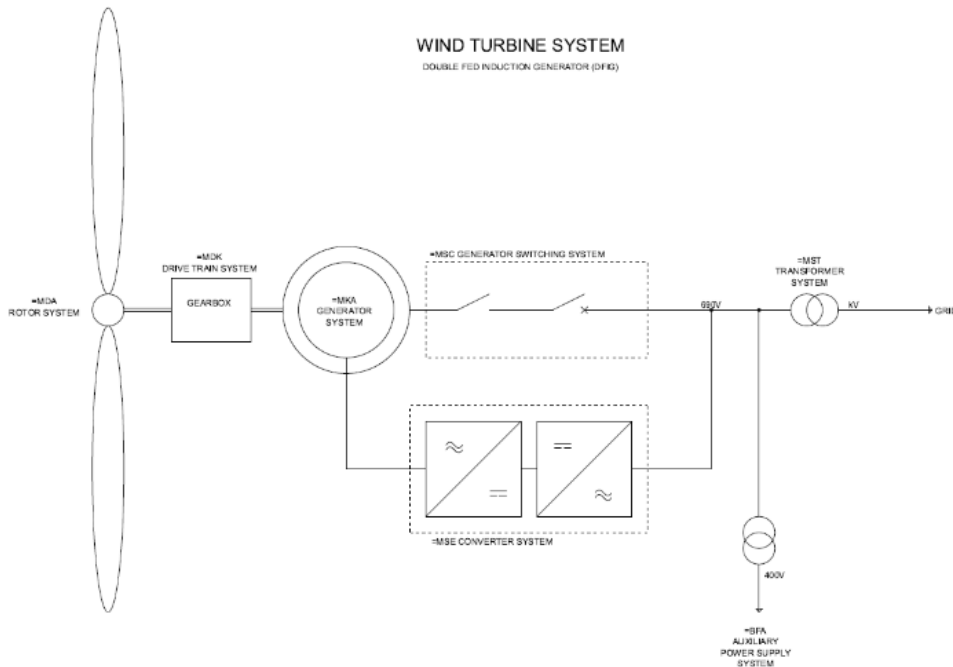 WIND TURBINE SYSTEM
DOUBLE FED INDUCTION GENERATOR (DFIG)
=MDA
ROTOR SYSTEM
=MDK
DRIVE TRAIN SYSTEM
GEARBOX
=MKA
GENERATOR
SYSTEM
=MSC GENERATOR SWITCHING SYSTEM
690V
=MST
TRANSFORMER
SYSTEM
kV
GRID
=MSE CONVERTER SYSTEM
400V
=BFA
AUXILIARY
POWER SUPPLY
SYSTEM